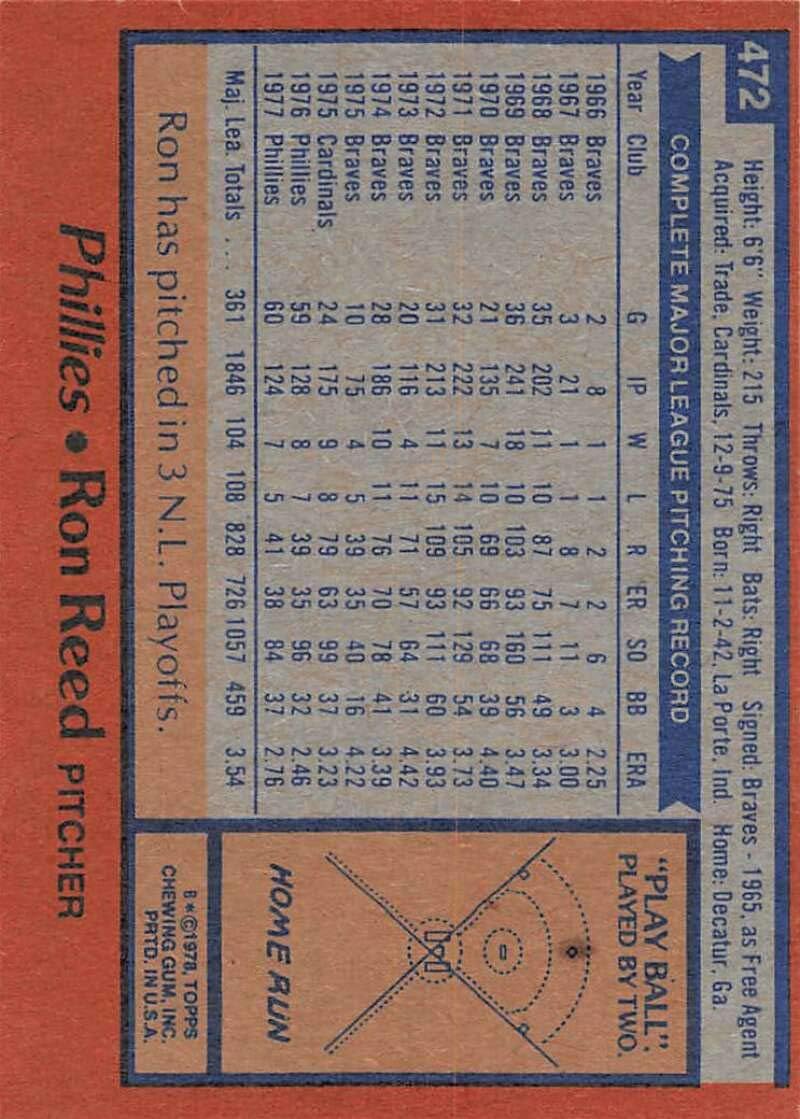 472
Height: 6'6" Weight: 215 Throws: Right Bats: Right Signed: Braves - 1965, as Free Agent
Acquired: Trade, Cardinals, 12-9-75 Born: 11-2-42, La Porte, Ind. Home: Decatur, Ga.
COMPLETE MAJOR LEAGUE PITCHING RECORD
Year Club G IP W L R ER SO BB ERA
1966 Braves 2 8 1 1 2 2 6 4 2.25
1967 Braves 3 21 1 1 8 7 11 3 3.00
1968 Braves 35 202 11 10 87 75 111 49 3.34
1969 Braves 36 241 18 10 103 93 160 56 3.47
1970 Braves 21 135 7 10 69 66 68 39 4.40
1971 Braves 32 222 13 14 105 92 129 54 3.73
1972 Braves 31 213 11 15 109 93 111 60 3.93
1973 Braves 20 116 4 11 71 57 64 31 4.42
1974 Braves 28 186 10 11 76 70 78 41 3.39
1975 Braves 10 75 4 5 39 35 40 16 4.22
1975 Cardinals 24 175 9 8 79 63 99 37 3.23
1976 Phillies 59 128 8 7 39 35 96 32 2.46
1977 Phillies 60 124 7 5 41 38 84 37 2.76
Maj. Lea. Totals ... 361 1846 104 108 828 726 1057 459 3.54
Ron has pitched in 3 N.L. Playoffs.
"PLAY BALL".
PLAYED BY TWO.
HOME RUN
B*©1978, TOPPS
CHEWING GUM, INC.
PRTD. IN U.S.A.
Phillies • Ron Reed PITCHER